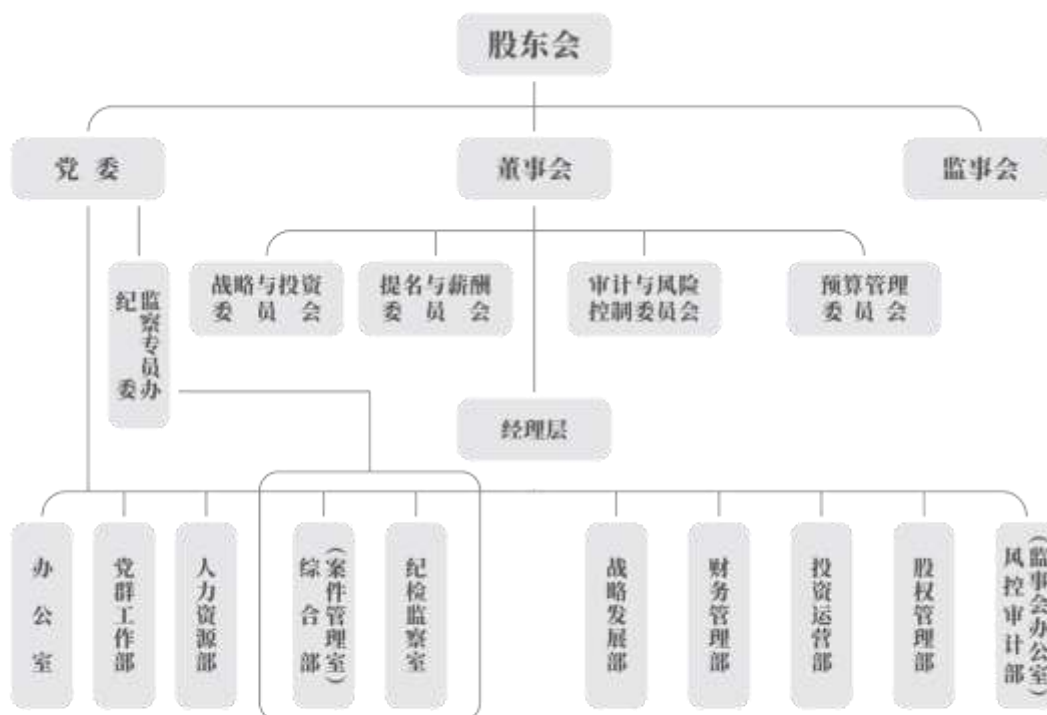 股东会
党 委
董事会
监事会
战略与投资
委 员 会
提名与薪酬
委 员 会
审计与风险
控制委员会
预算管理
委 员 会
纪 委
监察专员办
经理层
办公室
党群工作部
人力资源部
综合部
(案件管理室)
纪检监察室
战略发展部
财务管理部
投资运营部
股权管理部
风控审计部
(监事会办公室)